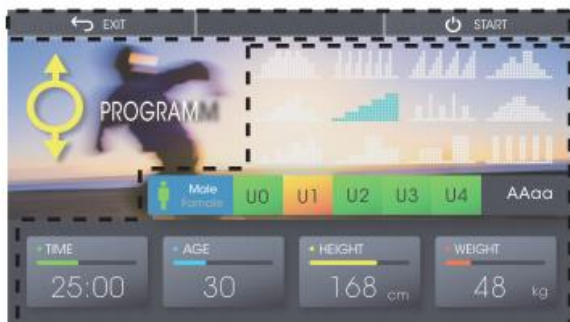 EXIT START
PROGRAM
Male U0 U1 U2 U3 U4 AAaa
Female
TIME AGE HEIGHT WEIGHT
25:00 30 168 cm 48 kg